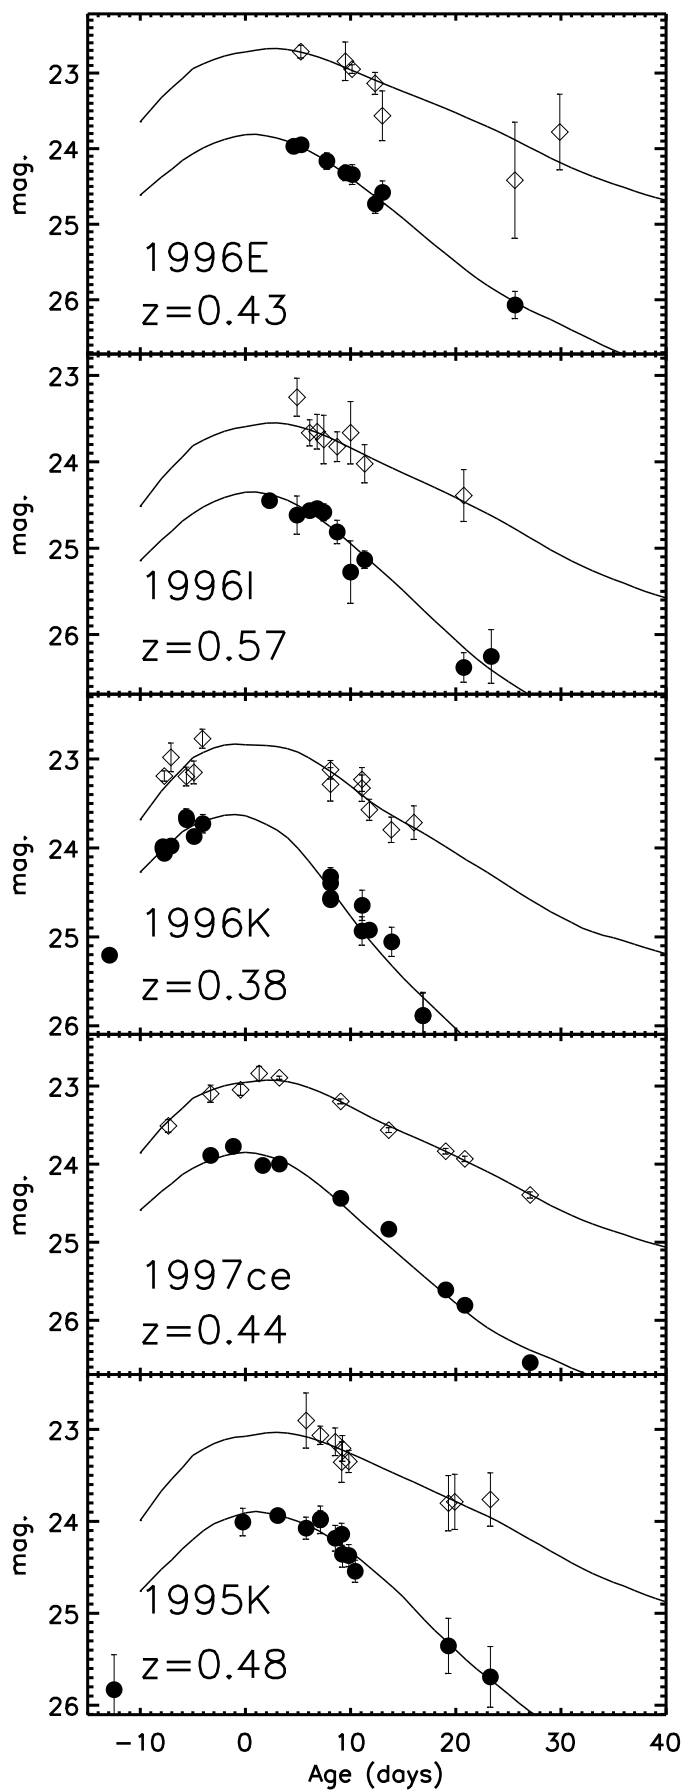 23
24
mag.
25
1996E
26
z=0.43
23
24
mag.
25
1996I
26
z=0.57
23
24
mag.
25
1996K
z=0.38
26
23
24
mag.
25
1997ce
26
z=0.44
23
24
mag.
25
1995K
z=0.48
26
−10 0 10 20 30 40
Age (days)